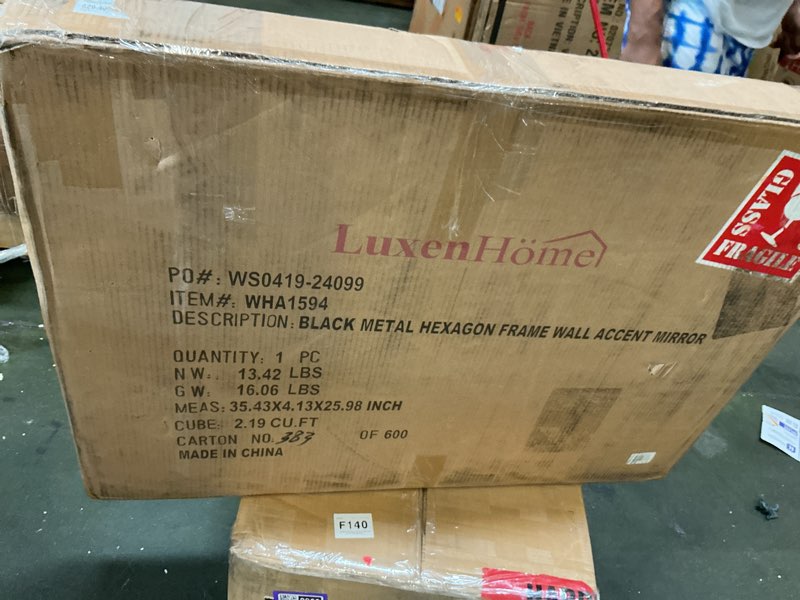 LuxenHöme
GLASS
FRAGILE
PO#: WS0419-24099
ITEM#: WHA1594
DESCRIPTION: BLACK METAL HEXAGON FRAME WALL ACCENT MIRROR
QUANTITY: 1 PC
N W.: 13.42 LBS
G W: 16.06 LBS
MEAS: 35.43X4.13X25.98 INCH
CUBE: 2.19 CU.FT
CARTON NO. 383 OF 600
MADE IN CHINA
F140